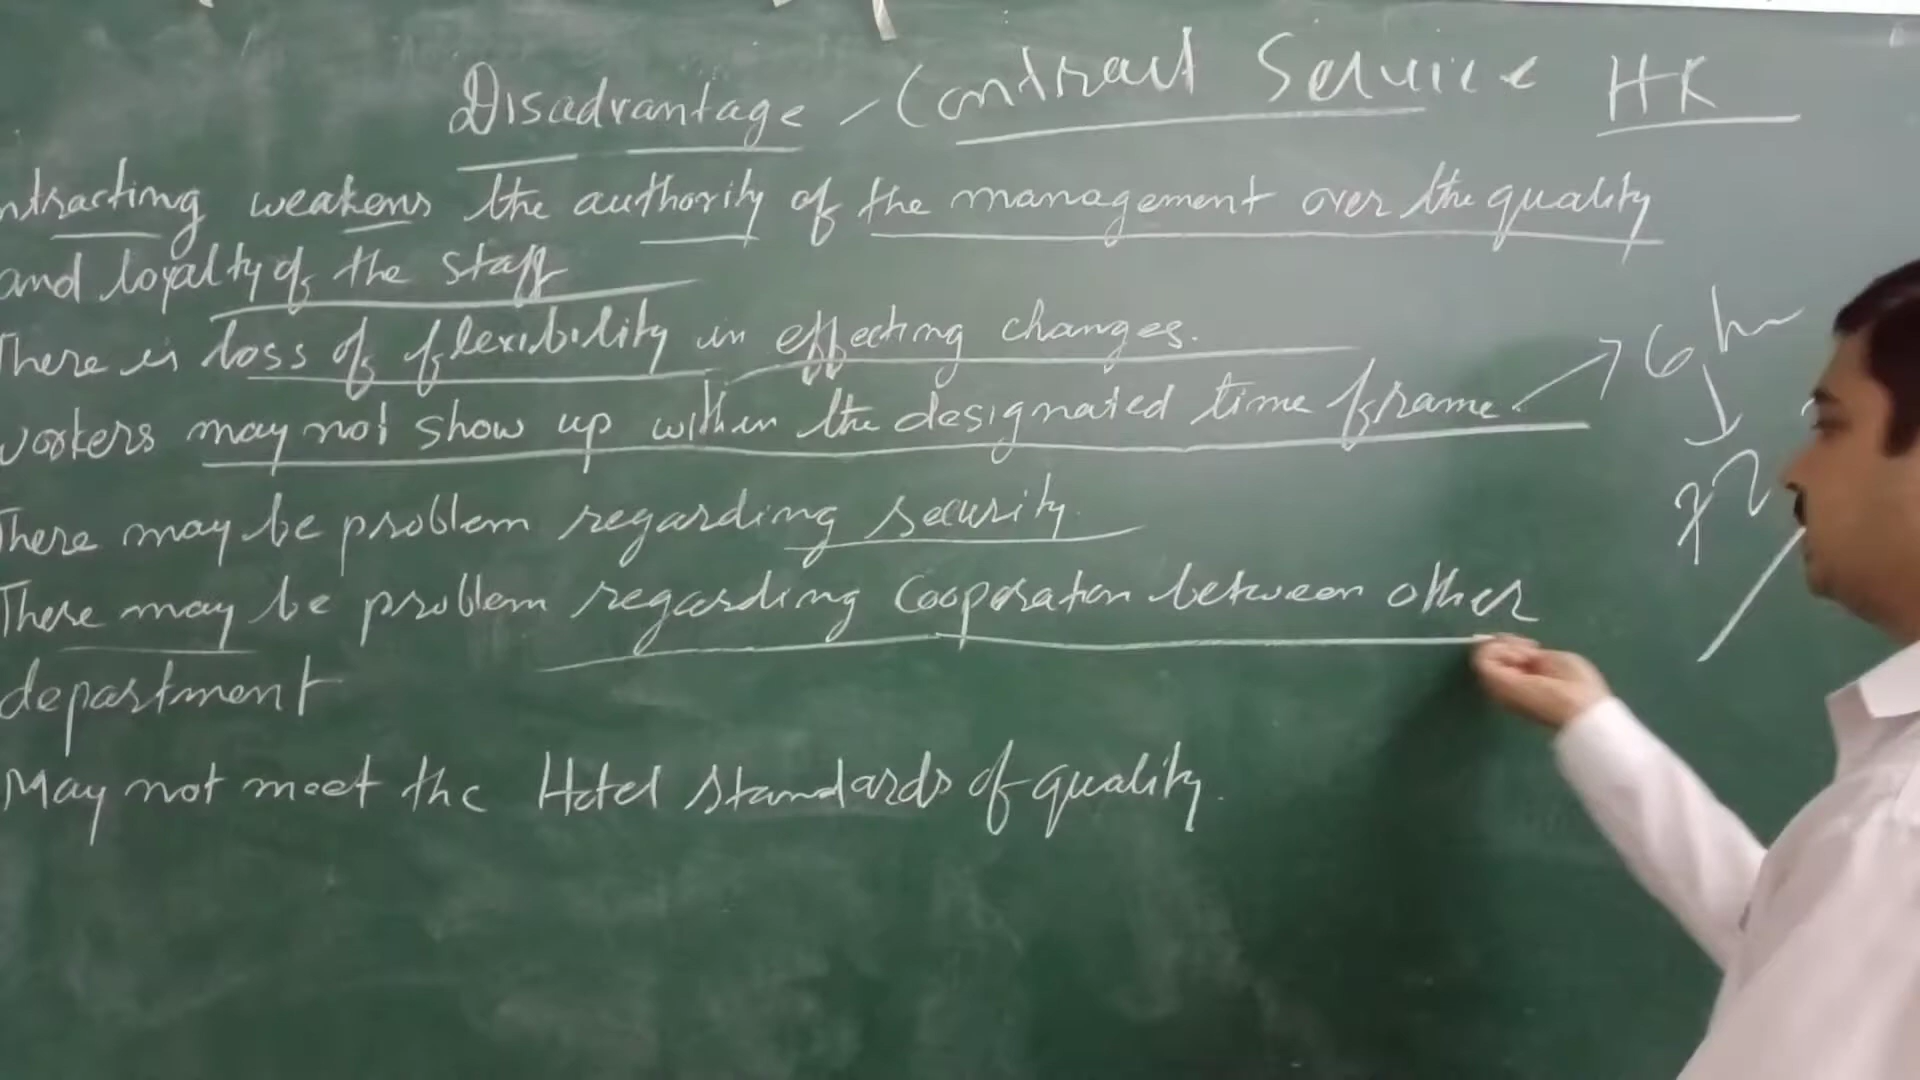 Disadvantage - Contract Service HK
ntracting weakens the authority of the management over the quality
and loyalty of the staff
There is loss of flexibility in effecting changes.
workers may not show up within the designated time frame. → 6 h
There may be problem regarding security.
There may be problem regarding Cooperaton between other
department
May not meet the Hotel standards of quality.